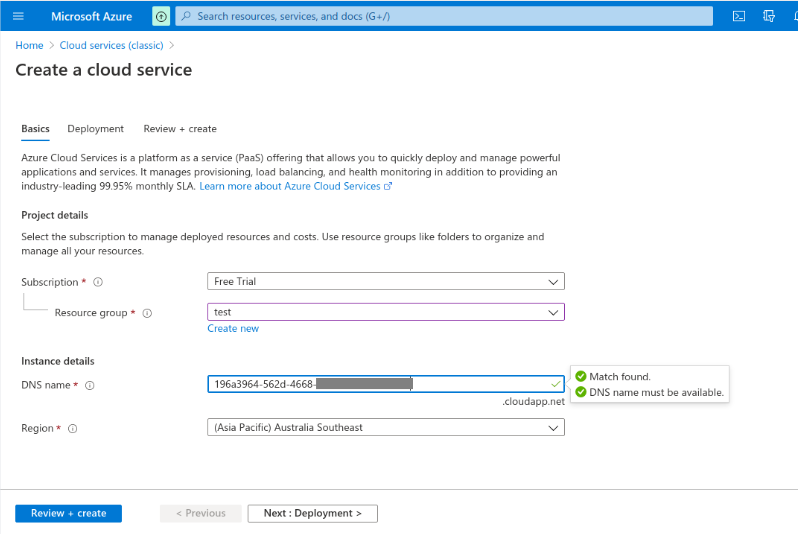 Microsoft Azure
Search resources, services, and docs (G+/)
Home > Cloud services (classic) >
Create a cloud service
Basics Deployment Review + create
Azure Cloud Services is a platform as a service (PaaS) offering that allows you to quickly deploy and manage powerful
applications and services. It manages provisioning, load balancing, and health monitoring in addition to providing an
industry-leading 99.95% monthly SLA. Learn more about Azure Cloud Services
Project details
Select the subscription to manage deployed resources and costs. Use resource groups like folders to organize and
manage all your resources.
Subscription * Free Trial
Resource group * test
Create new
Instance details
DNS name * 196a3964-562d-4668-
Match found.
DNS name must be available.
.cloudapp.net
Region * (Asia Pacific) Australia Southeast
Review + create < Previous Next : Deployment >